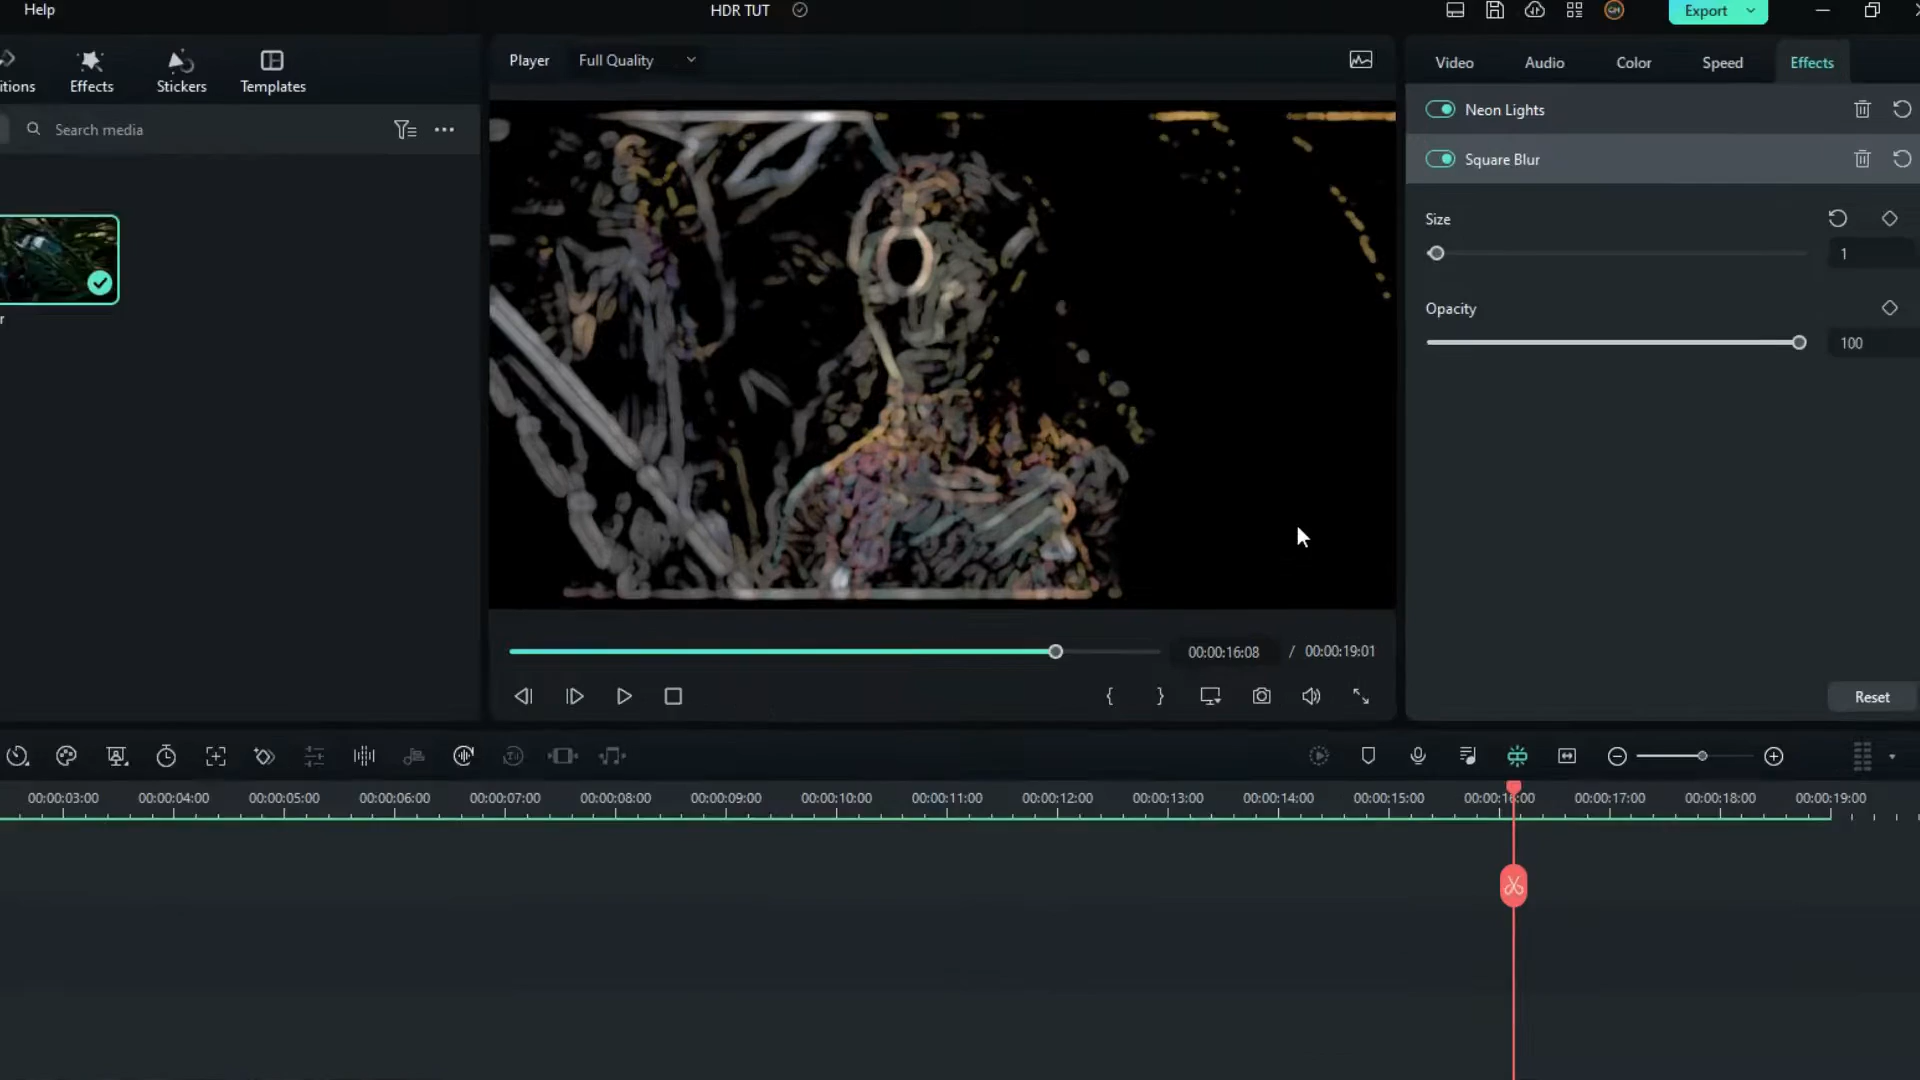 Help
HDR TUT
Export
itions
Effects
Stickers
Templates
Player
Full Quality
Video
Audio
Color
Speed
Effects
Search media
Neon Lights
Square Blur
Size
1
r
Opacity
100
00:00:16:08 / 00:00:19:01
Reset
00:00:03:00 00:00:04:00 00:00:05:00 00:00:06:00 00:00:07:00 00:00:08:00 00:00:09:00 00:00:10:00 00:00:11:00 00:00:12:00 00:00:13:00 00:00:14:00 00:00:15:00 00:00:16:00 00:00:17:00 00:00:18:00 00:00:19:00